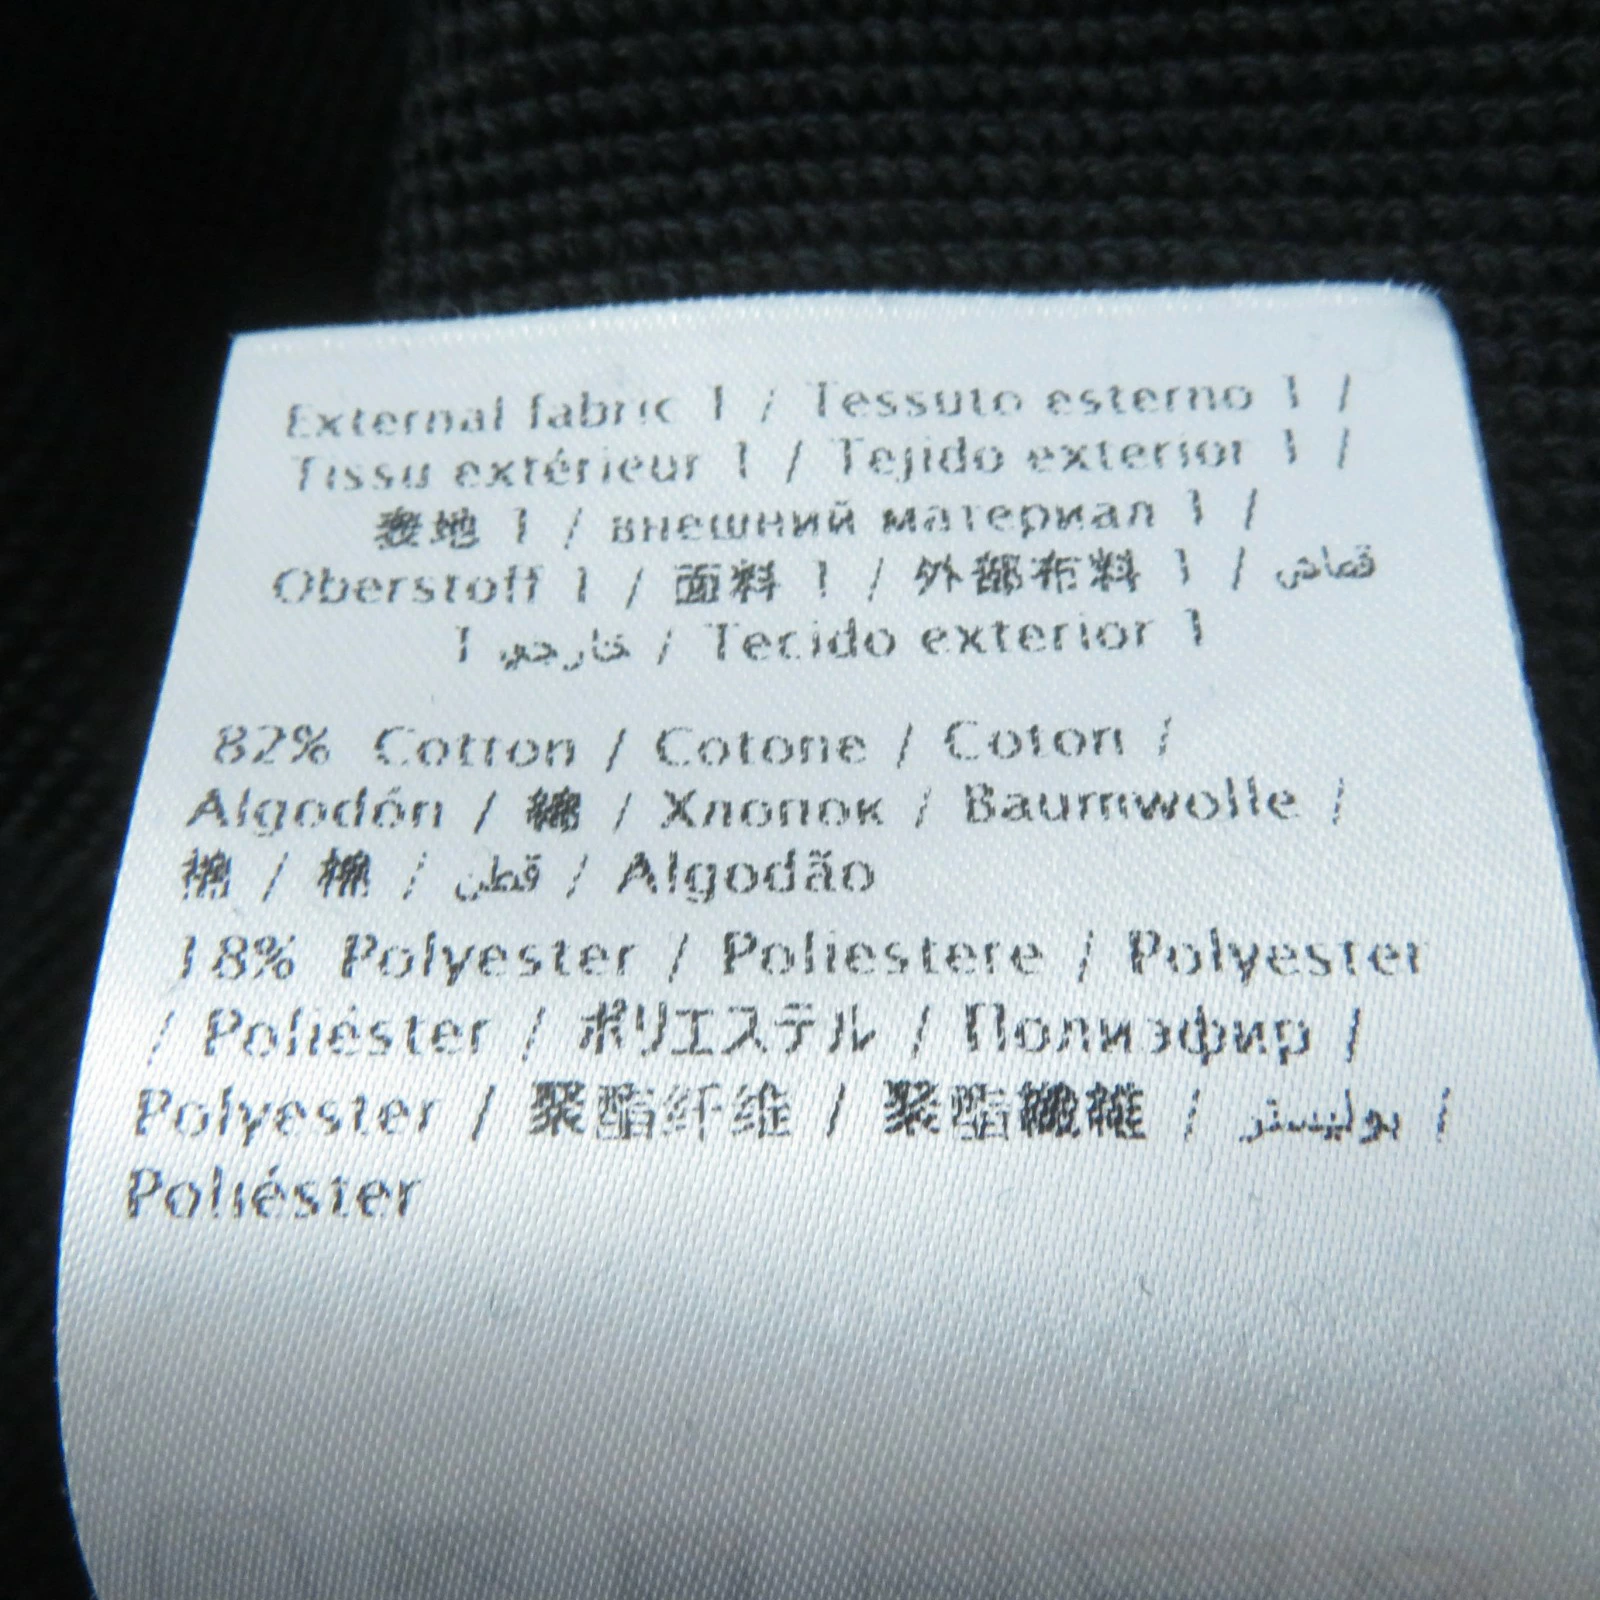 External fabric 1 / Tessuto esterno 1 /
Tissu extérieur 1 / Tejido exterior 1 /
表地 1 / внешний материал 1 /
Oberstoff 1 / 面料 1 / 外部布料 1 / قماش
خارجي 1 / Tecido exterior 1
82% Cotton / Cotone / Coton /
Algodón / 綿 / Хлопок / Baumwolle /
棉 / 棉 / قطن / Algodão
18% Polyester / Poliestere / Polyester
/ Poliéster / ポリエステル / Полиэфир /
Polyester / 聚酯纤维 / 聚酯纖維 / بوليستر /
Poliéster